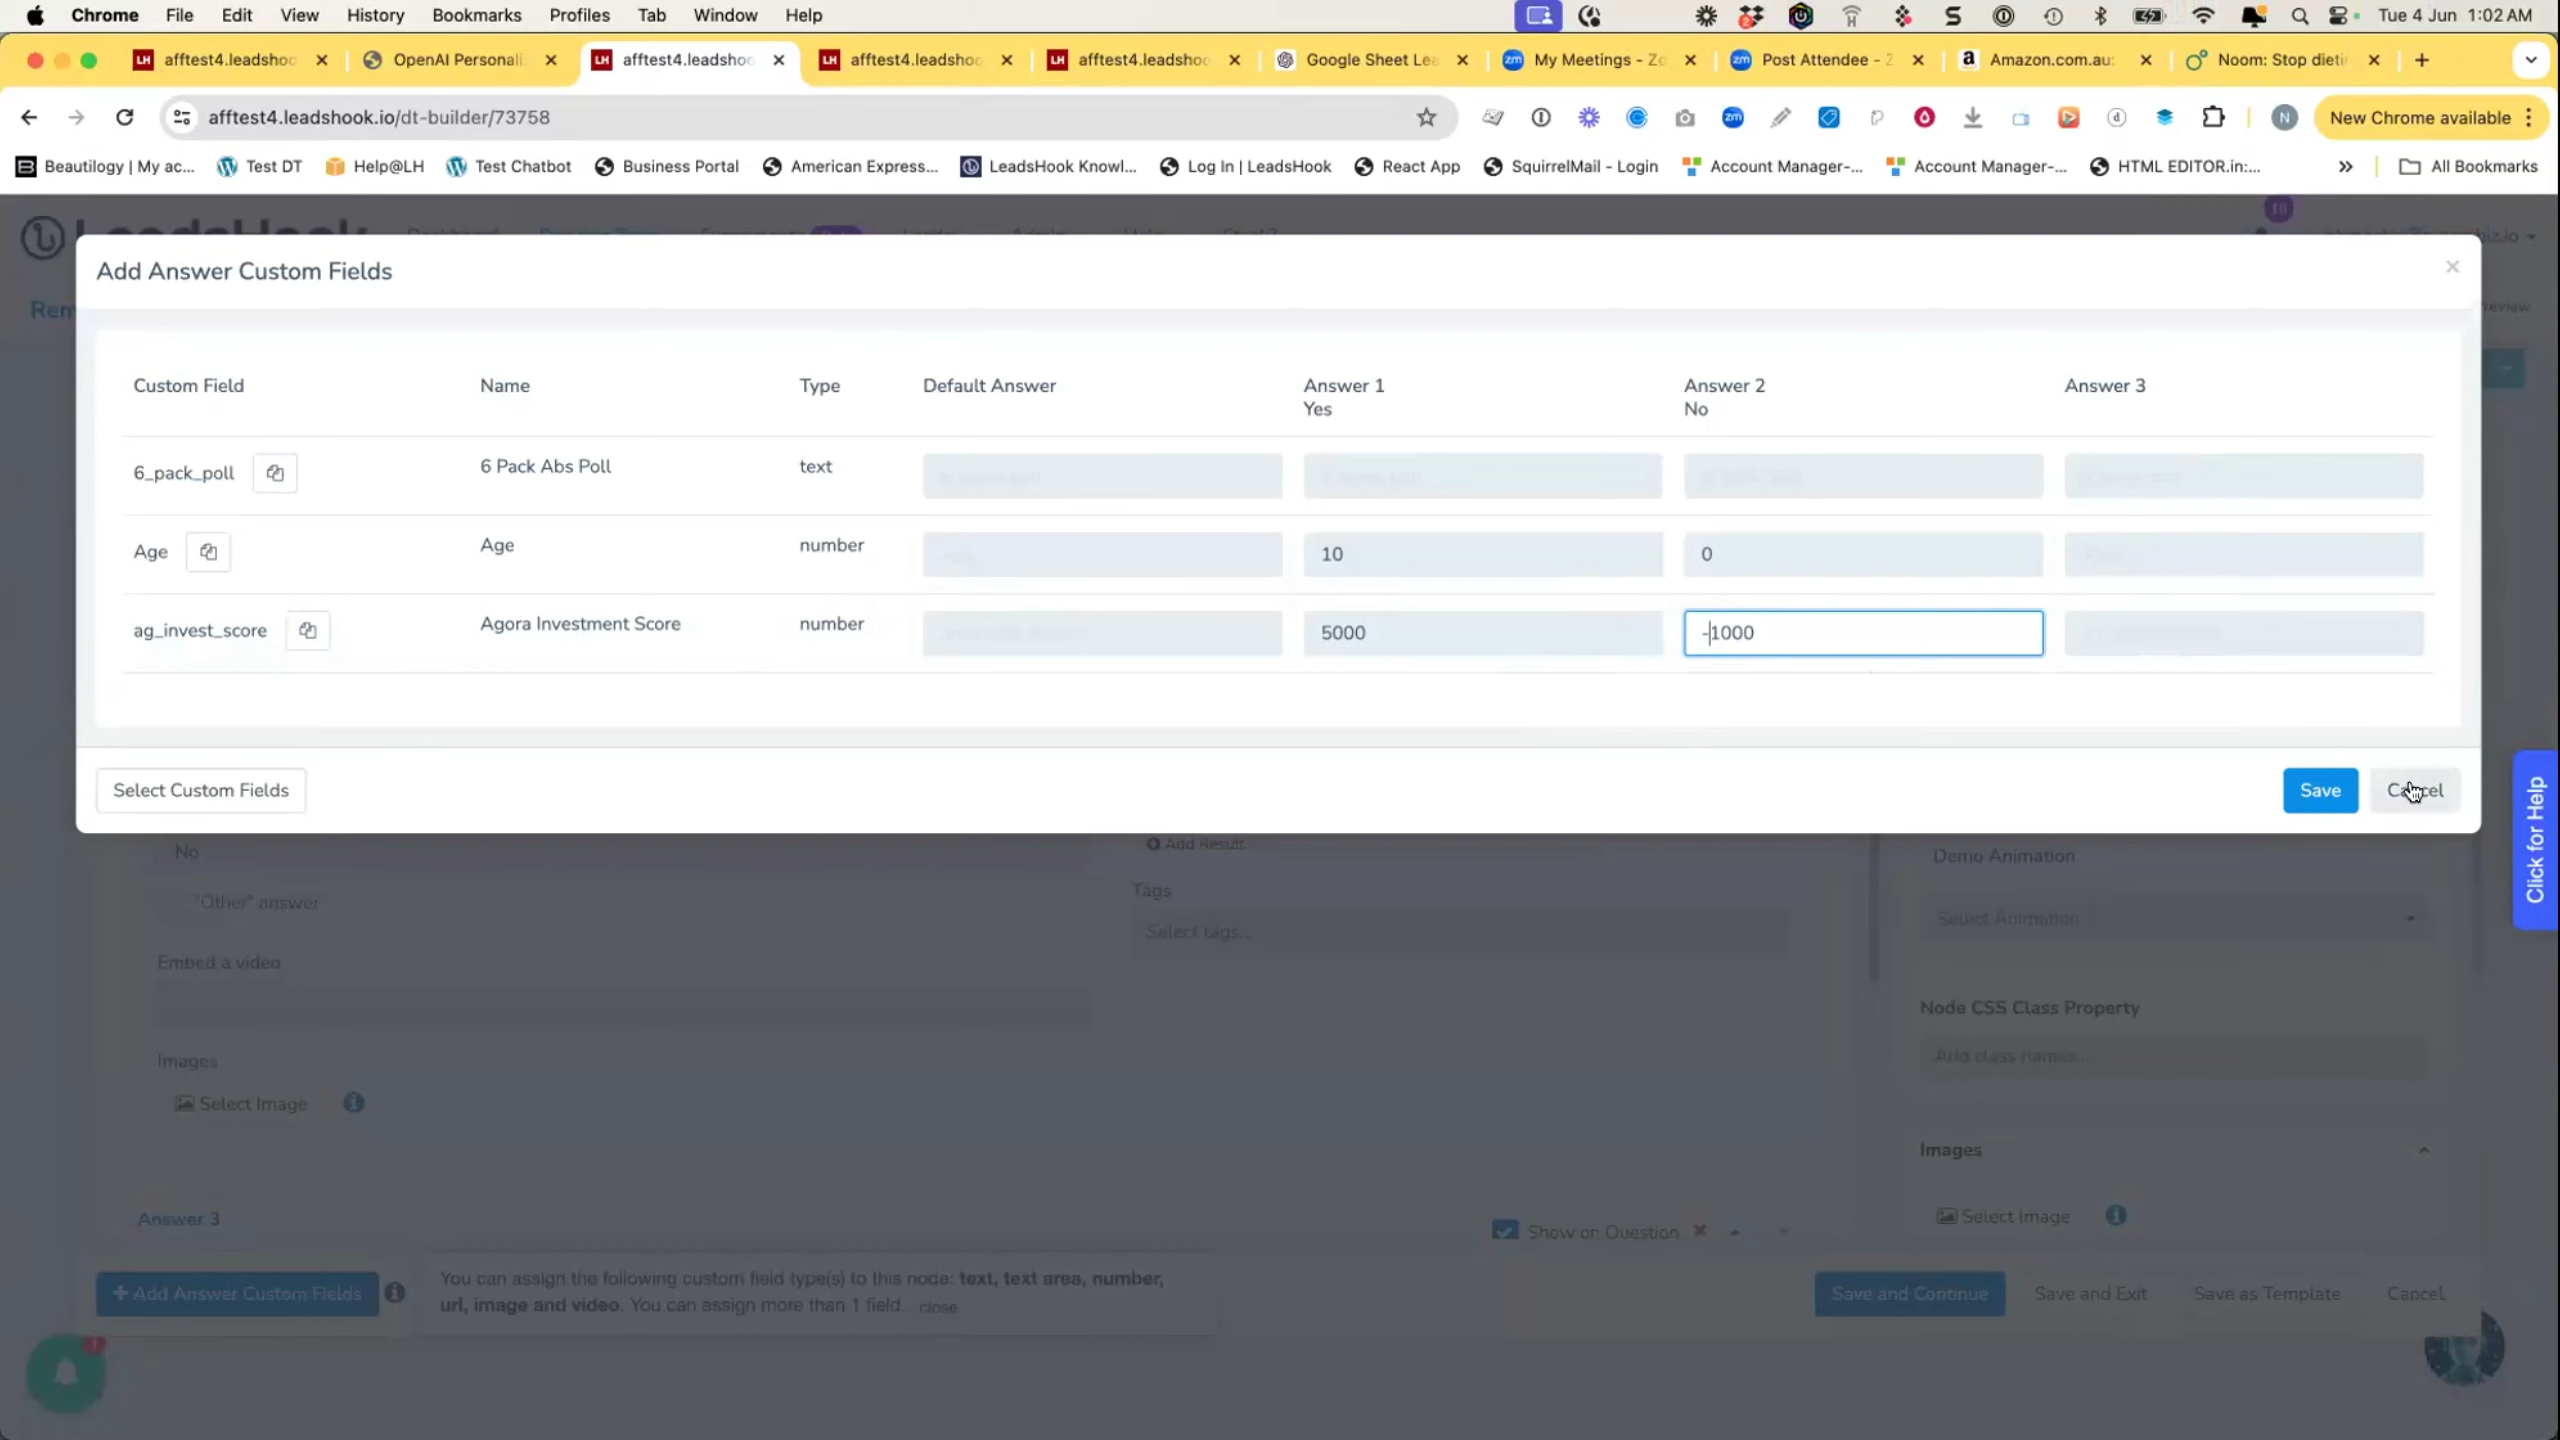 Chrome File Edit View History Bookmarks Profiles Tab Window Help
Tue 4 Jun 1:02 AM
afftest4.leadshoo
OpenAI Personali
afftest4.leadshoo
afftest4.leadshoo
afftest4.leadshoo
Google Sheet Lea
My Meetings - Zo
Post Attendee - Z
Amazon.com.au:
Noom: Stop dieti
afftest4.leadshook.io/dt-builder/73758
New Chrome available
Beautilogy | My ac...
Test DT
Help@LH
Test Chatbot
Business Portal
American Express...
LeadsHook Knowl...
Log In | LeadsHook
React App
SquirrelMail - Login
Account Manager-...
Account Manager-...
HTML EDITOR.in:...
All Bookmarks
Add Answer Custom Fields
Custom Field Name Type Default Answer Answer 1 Answer 2 Answer 3
Yes No
6_pack_poll 6 Pack Abs Poll text
Age Age number 10 0
ag_invest_score Agora Investment Score number 5000 -1000
Select Custom Fields
Save Cancel
Click for Help
No
Add Result
Demo Animation
"Other" answer
Tags
Select tags...
Select Animation
Embed a video
Node CSS Class Property
Add class names...
Images
Select Image
Images
Select Image
Answer 3
Show on Question
+ Add Answer Custom Fields
You can assign the following custom field type(s) to this node: text, text area, number,
url, image and video. You can assign more than 1 field. close
Save and Continue Save and Exit Save as Template Cancel
1